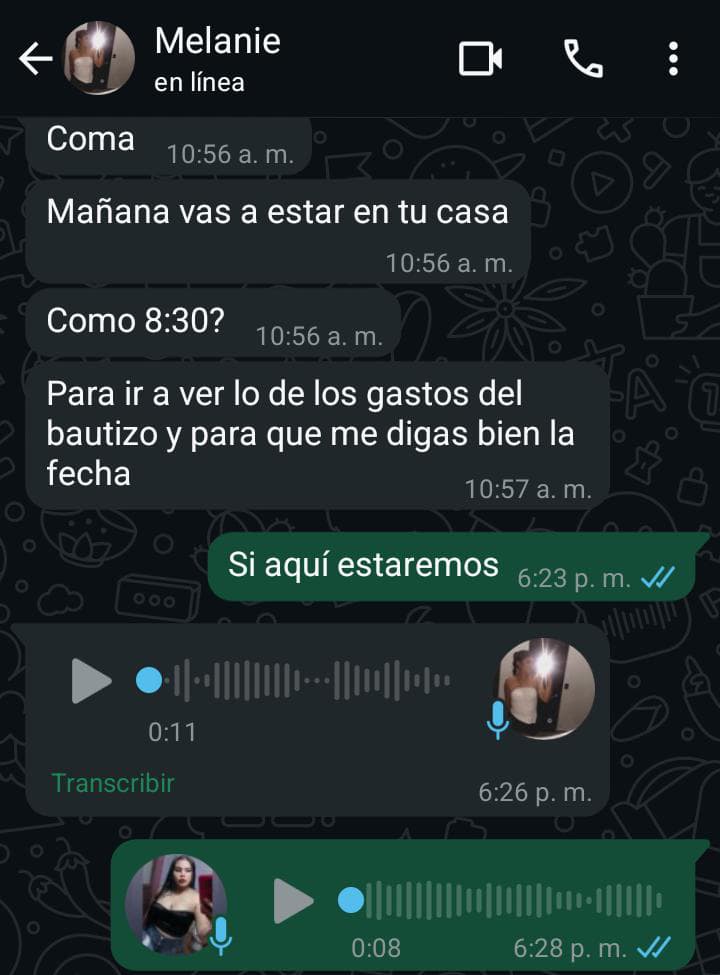 Melanie
en línea
Coma
10:56 a. m.
Mañana vas a estar en tu casa
10:56 a. m.
Como 8:30?
10:56 a. m.
Para ir a ver lo de los gastos del
bautizo y para que me digas bien la
fecha
10:57 a. m.
Si aquí estaremos
6:23 p. m.
0:11
Transcribir
6:26 p. m.
0:08
6:28 p. m.